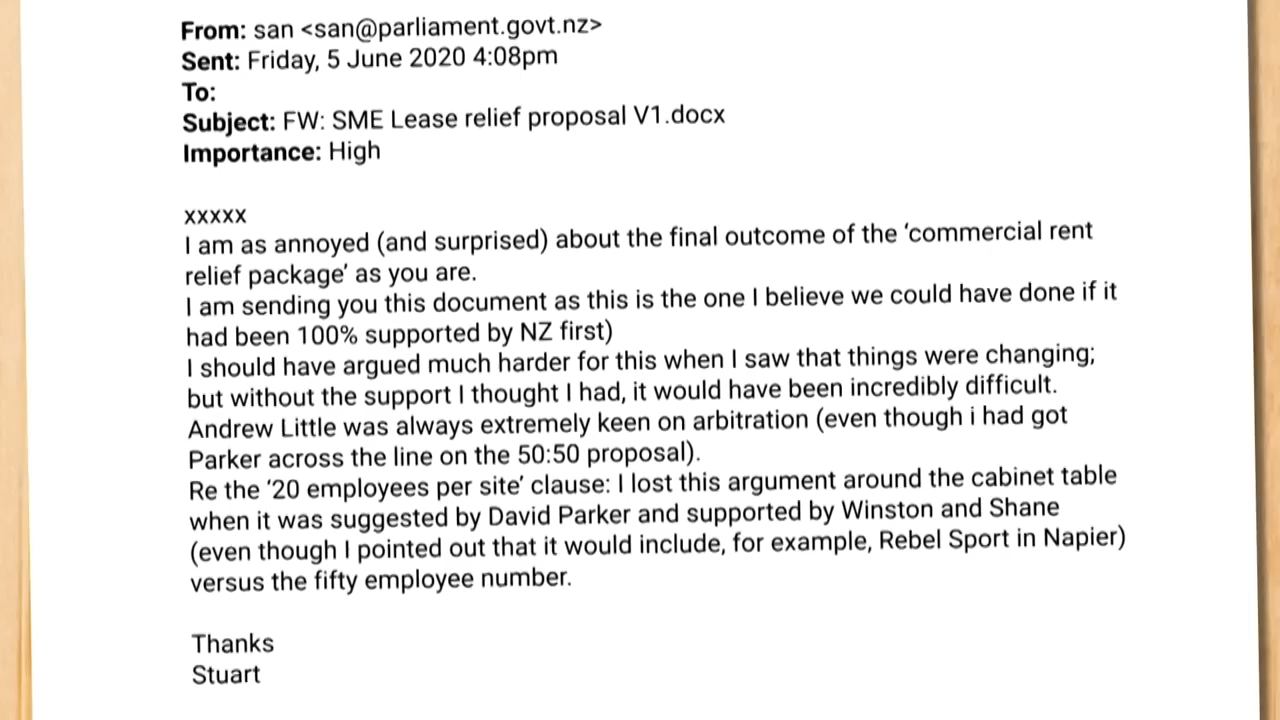 From: san <san@parliament.govt.nz>
Sent: Friday, 5 June 2020 4:08pm
To:
Subject: FW: SME Lease relief proposal V1.docx
Importance: High
xxxxx
I am as annoyed (and surprised) about the final outcome of the ‘commercial rent
relief package’ as you are.
I am sending you this document as this is the one I believe we could have done if it
had been 100% supported by NZ first)
I should have argued much harder for this when I saw that things were changing;
but without the support I thought I had, it would have been incredibly difficult.
Andrew Little was always extremely keen on arbitration (even though i had got
Parker across the line on the 50:50 proposal).
Re the ‘20 employees per site’ clause: I lost this argument around the cabinet table
when it was suggested by David Parker and supported by Winston and Shane
(even though I pointed out that it would include, for example, Rebel Sport in Napier)
versus the fifty employee number.
Thanks
Stuart